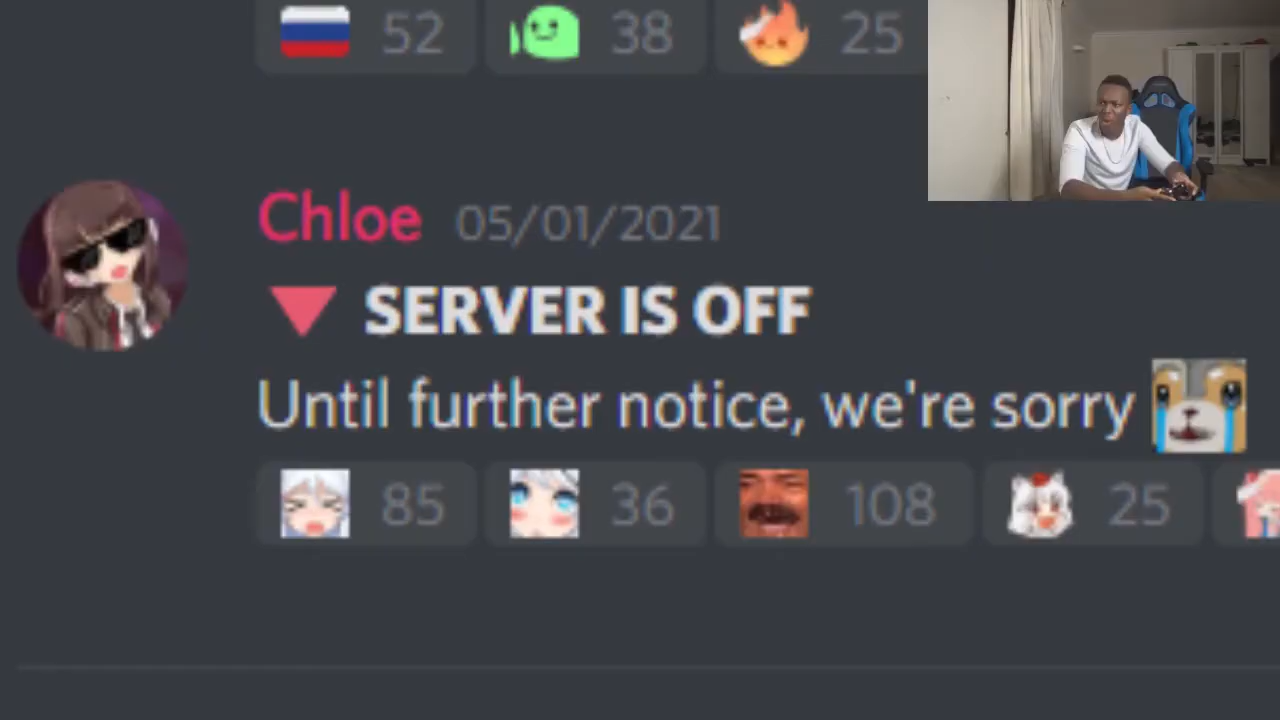 52 38 25
Chloe 05/01/2021
SERVER IS OFF
Until further notice, we're sorry
85 36 108 25